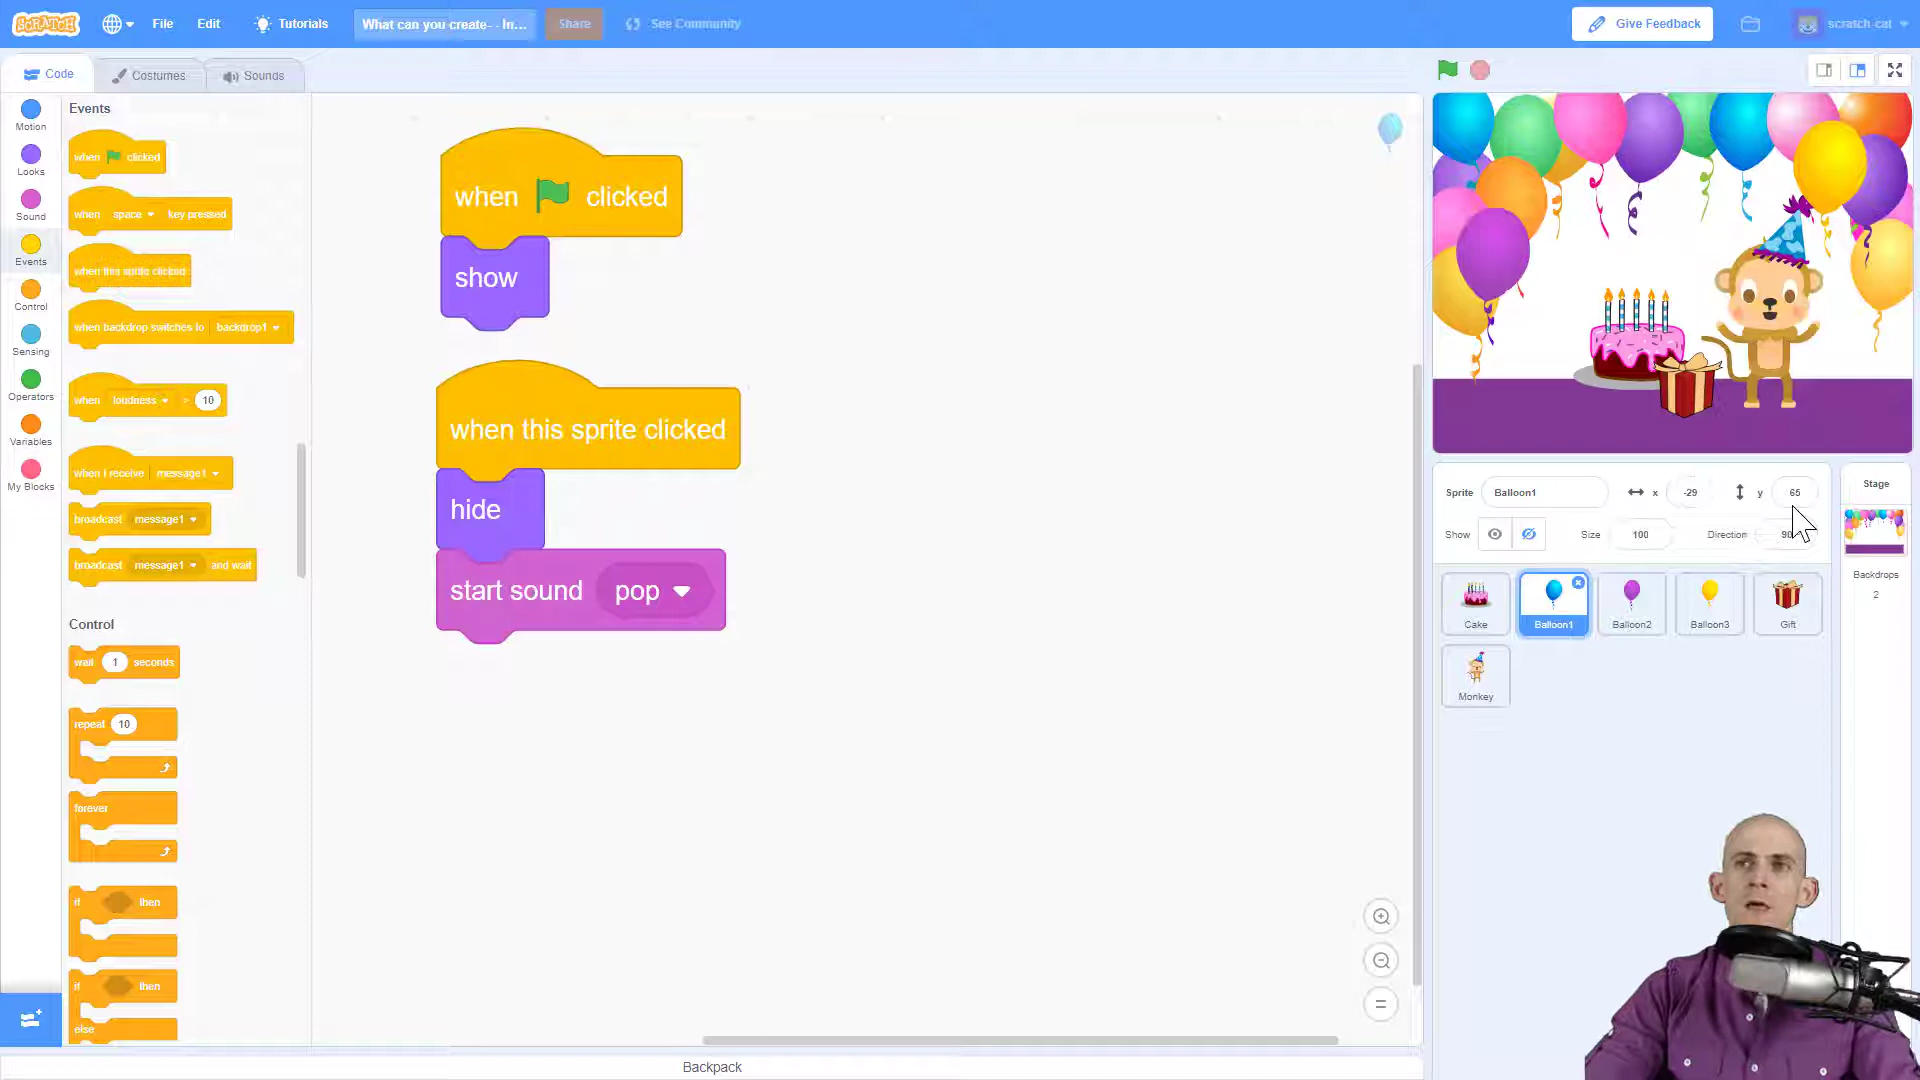 SCRATCH
File
Edit
Tutorials
What can you create- - In...
Share
See Community
Give Feedback
scratch-cat
Code
Costumes
Sounds
Motion
Looks
Sound
Events
Control
Sensing
Operators
Variables
My Blocks
Events
when clicked
when space key pressed
when this sprite clicked
when backdrop switches to backdrop1
when loudness > 10
when I receive message1
broadcast message1
broadcast message1 and wait
Control
wait 1 seconds
repeat 10
forever
if then
if then
else
when clicked
show
when this sprite clicked
hide
start sound pop
Sprite Balloon1 x -29 y 65
Show Size 100 Direction 90
Cake
Balloon1
Balloon2
Balloon3
Gift
Monkey
Stage
Backdrops
2
Backpack